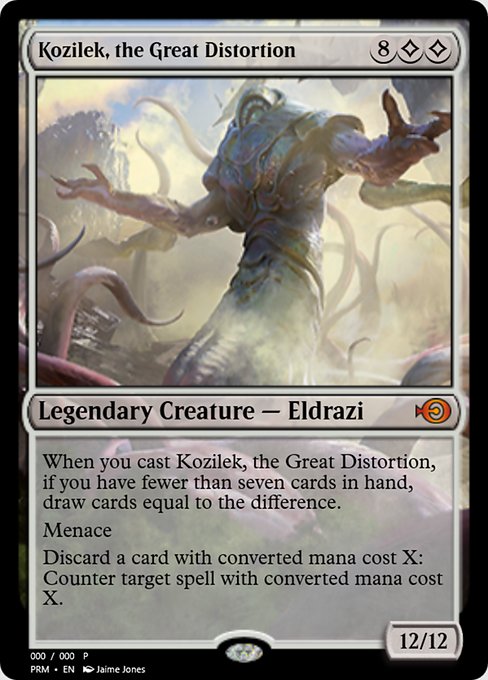 Kozilek, the Great Distortion 8
Legendary Creature — Eldrazi
When you cast Kozilek, the Great Distortion,
if you have fewer than seven cards in hand,
draw cards equal to the difference.
Menace
Discard a card with converted mana cost X:
Counter target spell with converted mana cost
X.
12/12
000 / 000 P
PRM • EN Jaime Jones